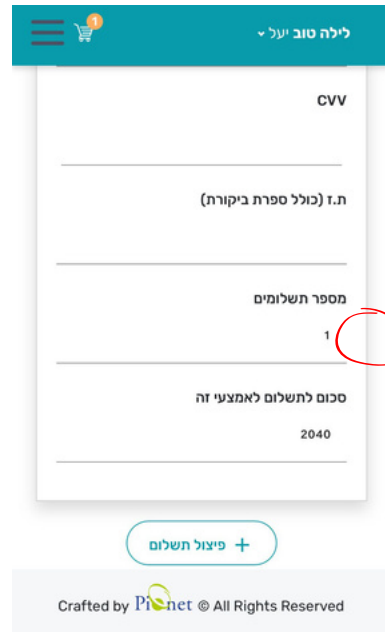 לילה טוב יעל
1
CVV
ת.ז (כולל ספרת ביקורת)
מספר תשלומים
1
סכום לתשלום לאמצעי זה
2040
+ פיצול תשלום
Crafted by Pionet © All Rights Reserved